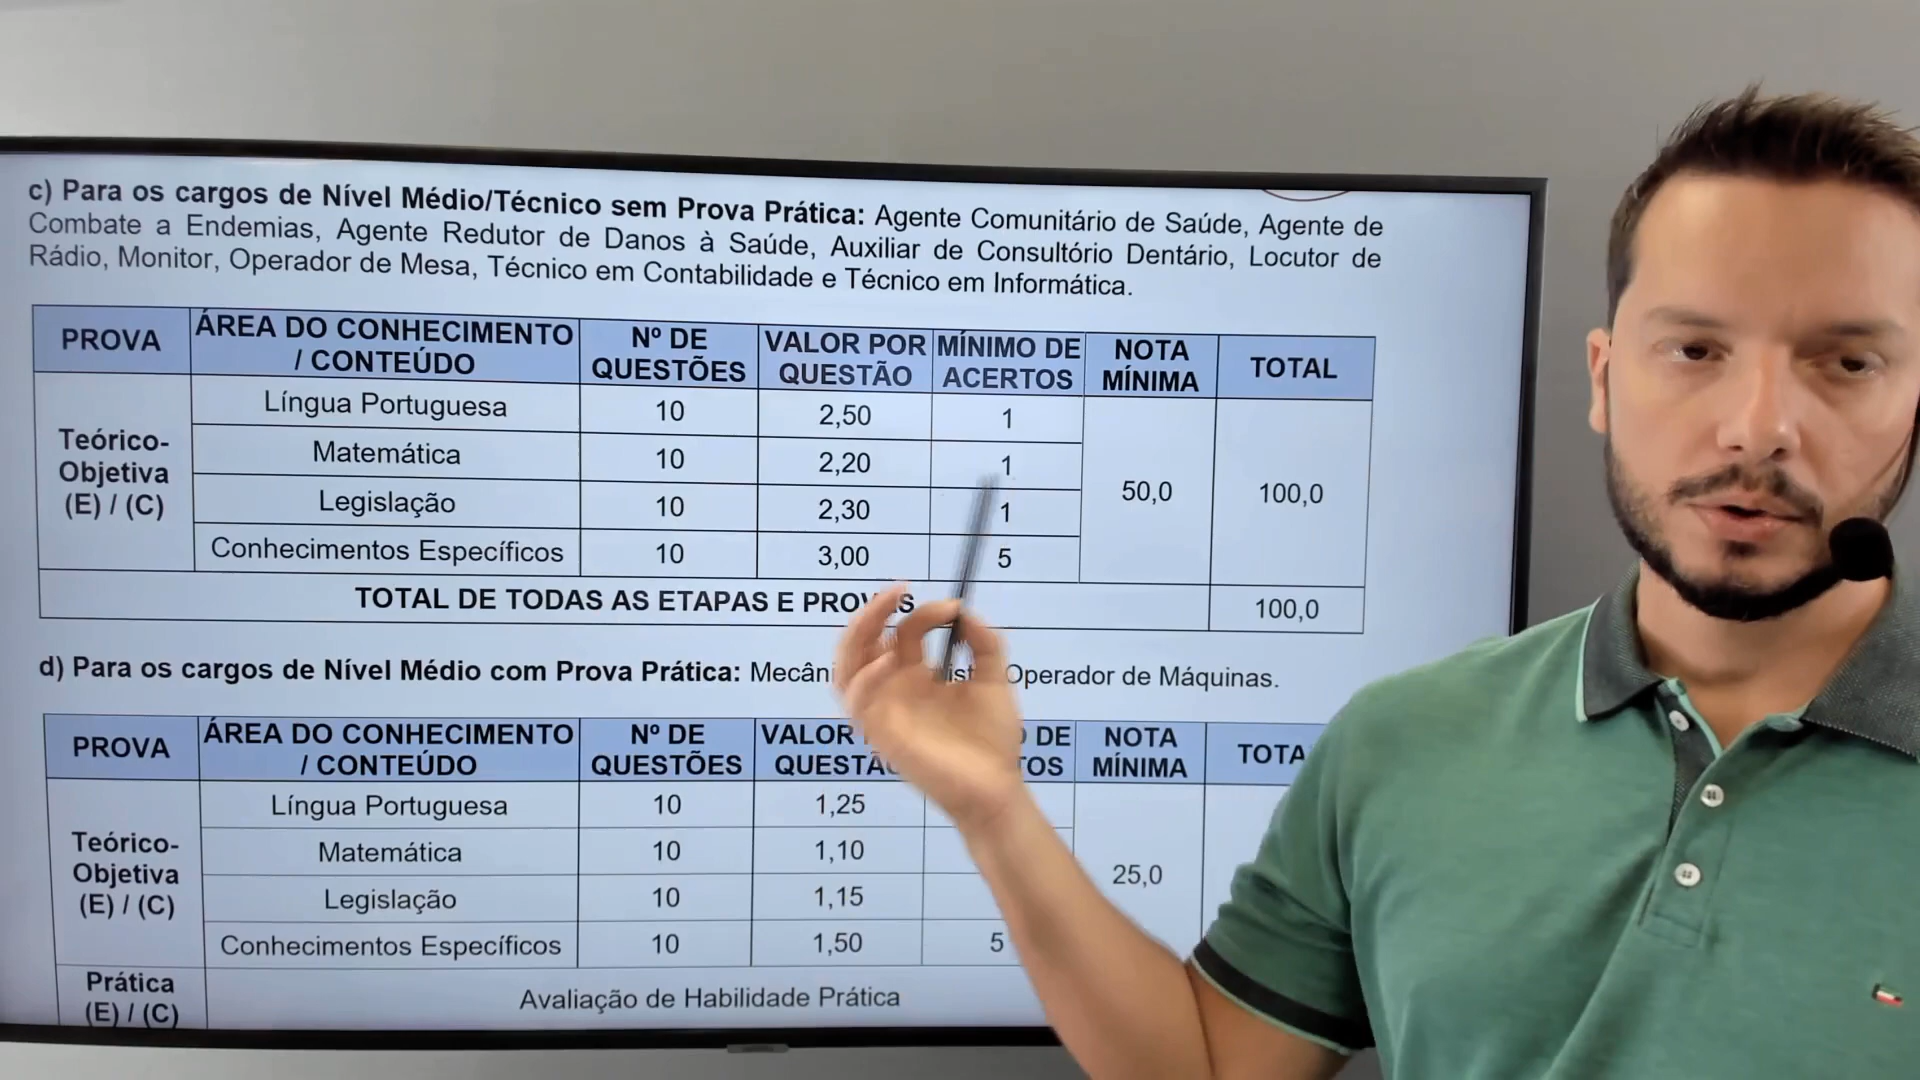 c) Para os cargos de Nível Médio/Técnico sem Prova Prática: Agente Comunitário de Saúde, Agente de
Combate a Endemias, Agente Redutor de Danos à Saúde, Auxiliar de Consultório Dentário, Locutor de
Rádio, Monitor, Operador de Mesa, Técnico em Contabilidade e Técnico em Informática.
PROVA ÁREA DO CONHECIMENTO / CONTEÚDO Nº DE QUESTÕES VALOR POR QUESTÃO MÍNIMO DE ACERTOS NOTA MÍNIMA TOTAL
Teórico-Objetiva (E) / (C)
Língua Portuguesa 10 2,50 1
Matemática 10 2,20 1
Legislação 10 2,30 1
Conhecimentos Específicos 10 3,00 5
50,0 100,0
TOTAL DE TODAS AS ETAPAS E PROVAS 100,0
d) Para os cargos de Nível Médio com Prova Prática: Operador de Máquinas.
PROVA ÁREA DO CONHECIMENTO / CONTEÚDO Nº DE QUESTÕES VALOR QUESTÃO DE NOTA MÍNIMA TOTA
Teórico-Objetiva (E) / (C)
Língua Portuguesa 10 1,25
Matemática 10 1,10
Legislação 10 1,15
Conhecimentos Específicos 10 1,50 5
25,0
Prática (E) / (C) Avaliação de Habilidade Prática